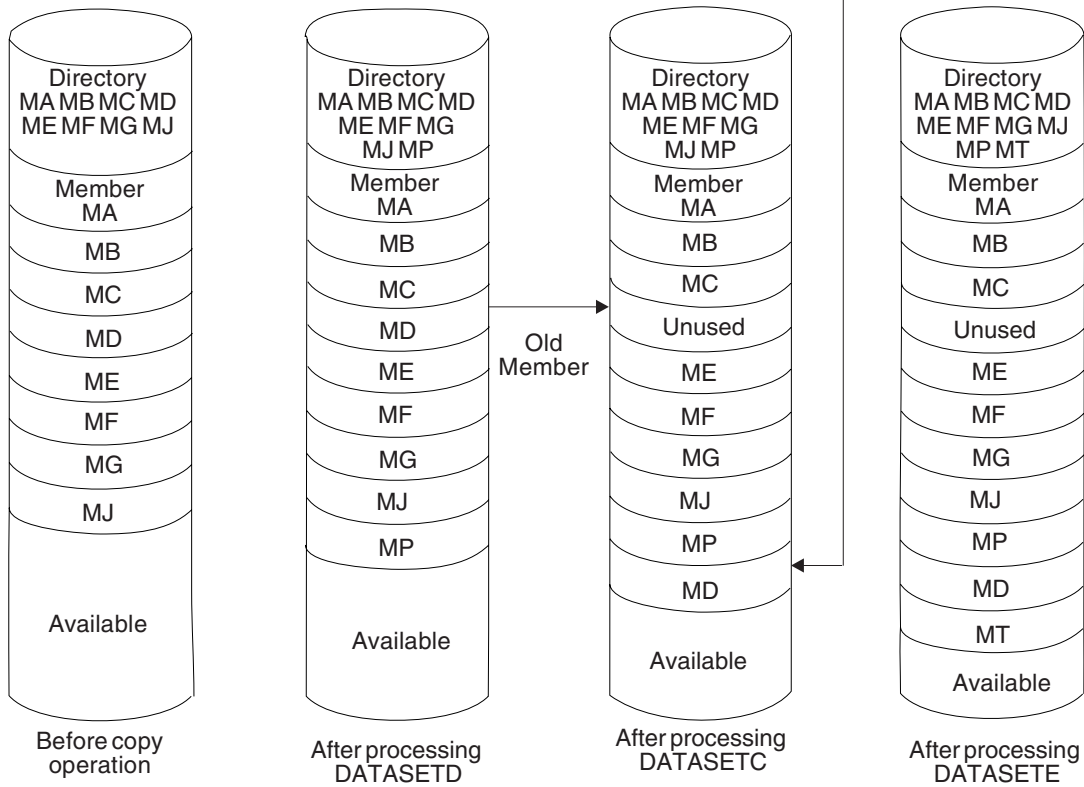 Directory
MA MB MC MD
ME MF MG MJ
Member
MA
MB
MC
MD
ME
MF
MG
MJ
Available
Before copy
operation
Directory
MA MB MC MD
ME MF MG
MJ MP
Member
MA
MB
MC
MD
ME
MF
MG
MJ
MP
Available
After processing
DATASETD
Old
Member
Directory
MA MB MC MD
ME MF MG
MJ MP
Member
MA
MB
MC
Unused
ME
MF
MG
MJ
MP
MD
Available
After processing
DATASETC
Directory
MA MB MC MD
ME MF MG MJ
MP MT
Member
MA
MB
MC
Unused
ME
MF
MG
MJ
MP
MD
MT
Available
After processing
DATASETE